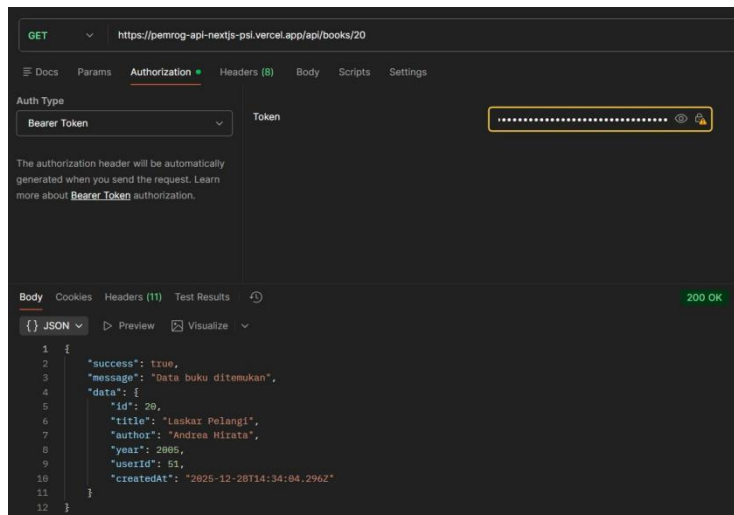 GET https://pemrog-api-nextjs-psi.vercel.app/api/books/20
Docs Params Authorization Headers (8) Body Scripts Settings
Auth Type
Bearer Token
Token
The authorization header will be automatically
generated when you send the request. Learn
more about Bearer Token authorization.
Body Cookies Headers (11) Test Results 200 OK
{} JSON Preview Visualize
1 {
2 "success": true,
3 "message": "Data buku ditemukan",
4 "data": {
5 "id": 20,
6 "title": "Laskar Pelangi",
7 "author": "Andrea Hirata",
8 "year": 2005,
9 "userId": 51,
10 "createdAt": "2025-12-28T14:34:04.296Z"
11 }
12 }